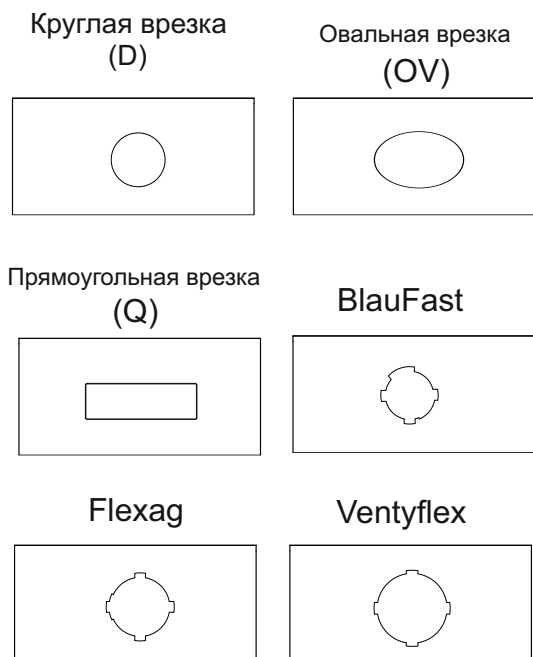 Круглая врезка
(D)
Овальная врезка
(OV)
Прямоугольная врезка
(Q)
BlauFast
Flexag
Ventyflex